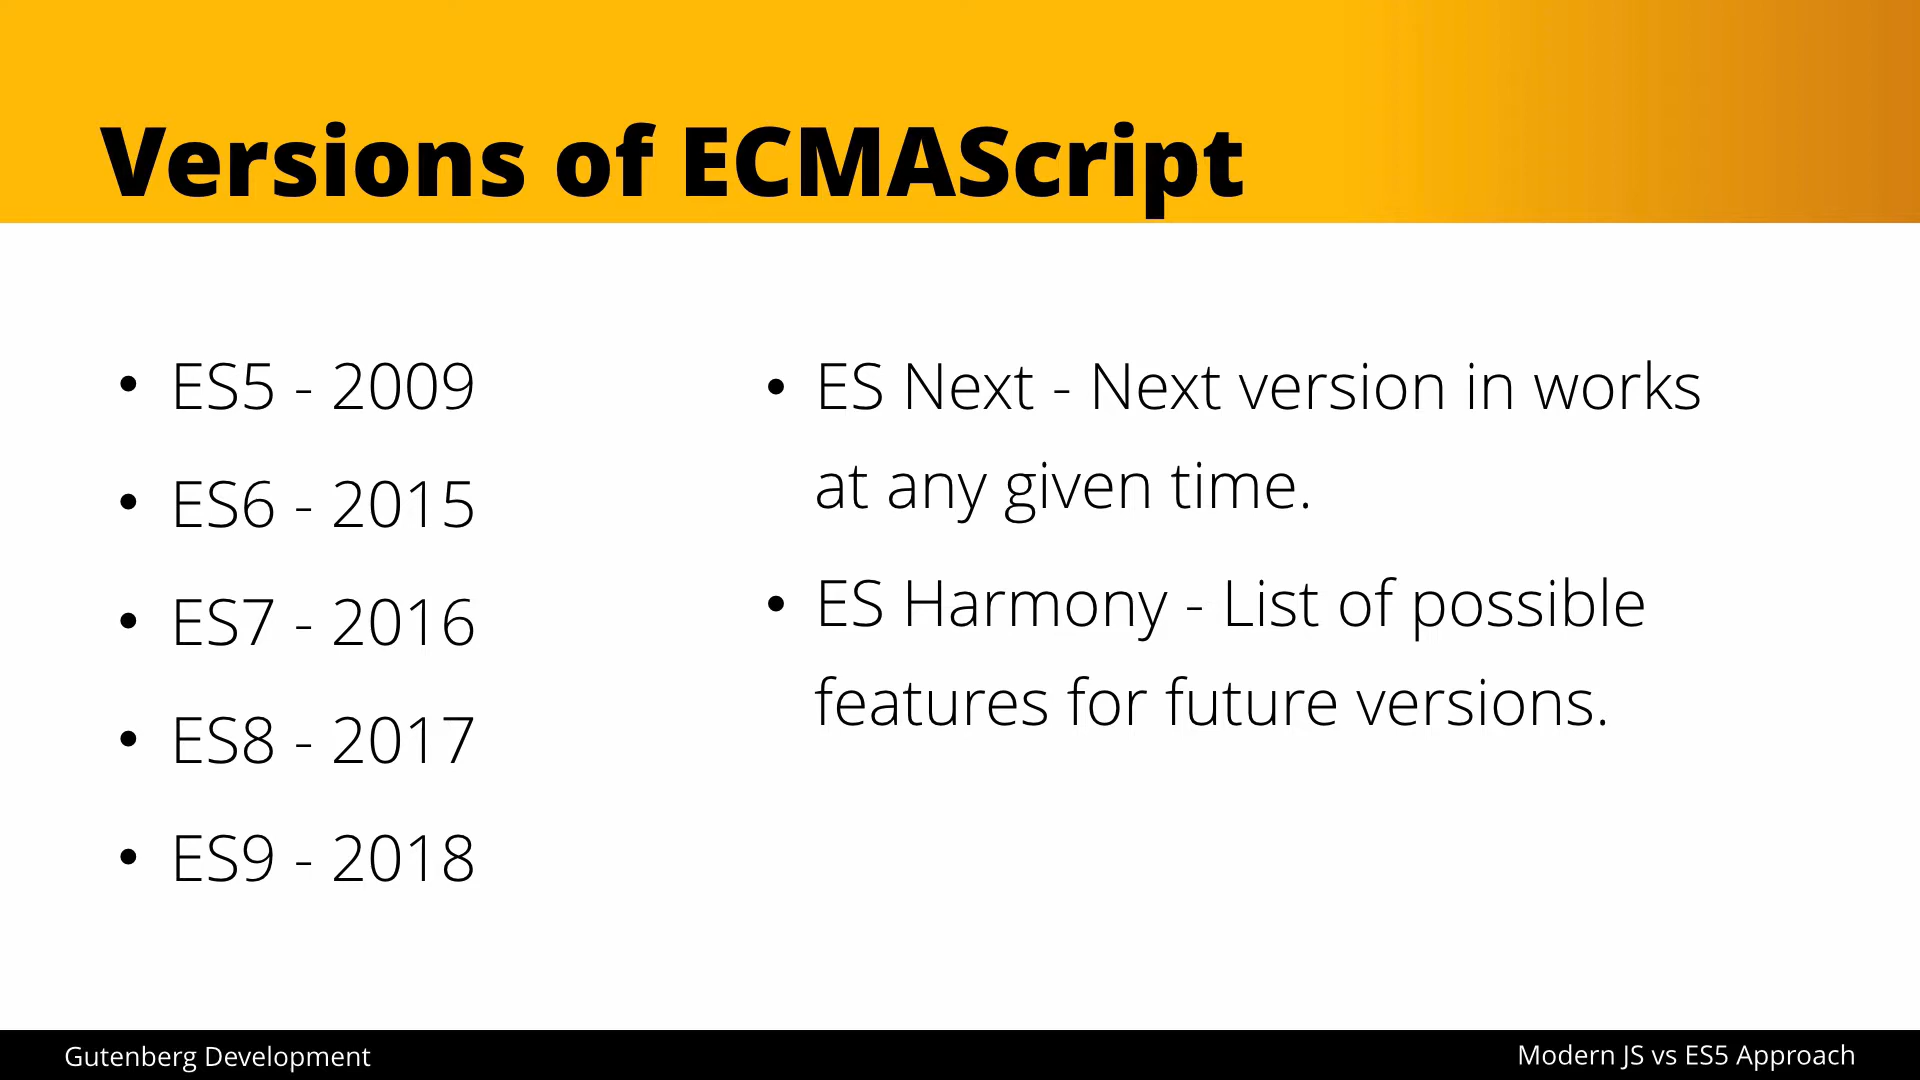 Versions of ECMAScript
• ES5 - 2009
• ES6 - 2015
• ES7 - 2016
• ES8 - 2017
• ES9 - 2018
• ES Next - Next version in works
at any given time.
• ES Harmony - List of possible
features for future versions.
Gutenberg Development
Modern JS vs ES5 Approach